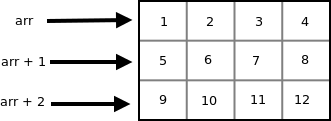 arr 1 2 3 4
arr + 1 5 6 7 8
arr + 2 9 10 11 12